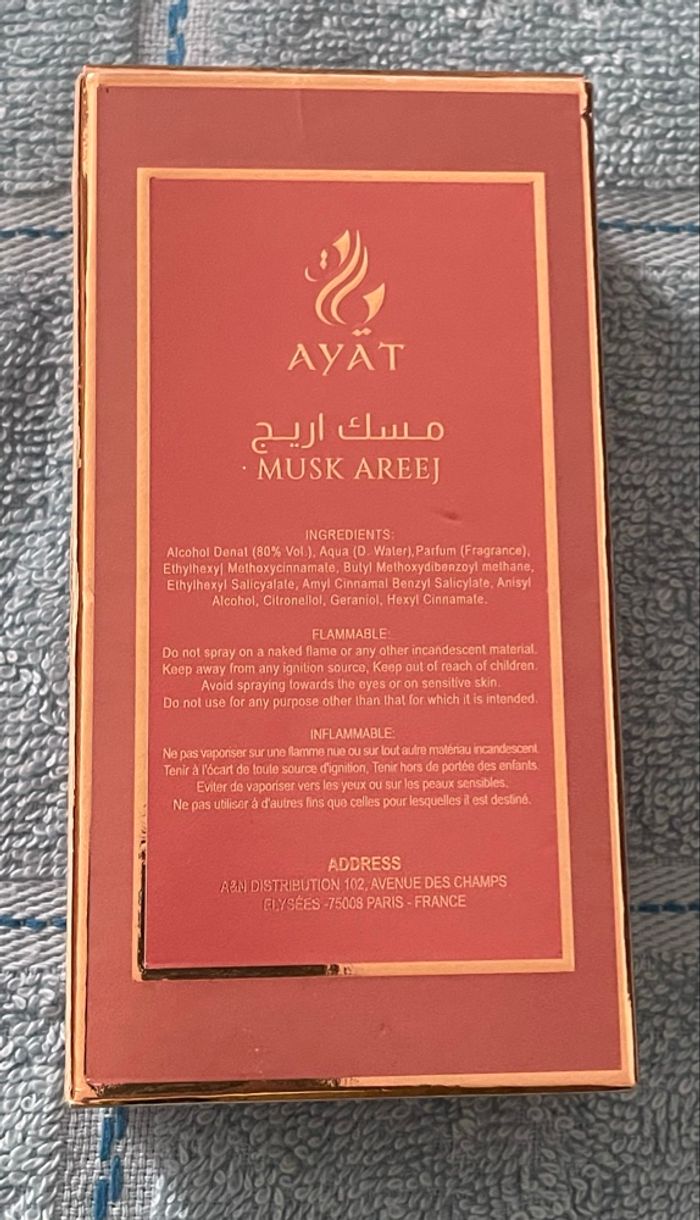 AYAT
مسك اريج
MUSK AREEJ
INGREDIENTS:
Alcohol Denat (80% Vol.), Aqua (D. Water),Parfum (Fragrance),
Ethylhexyl Methoxycinnamate, Butyl Methoxydibenzoyl methane,
Ethylhexyl Salicyalate, Amyl Cinnamal Benzyl Salicylate, Anisyl
Alcohol, Citronellol, Geraniol, Hexyl Cinnamate.
FLAMMABLE:
Do not spray on a naked flame or any other incandescent material.
Keep away from any ignition source, Keep out of reach of children.
Avoid spraying towards the eyes or on sensitive skin.
Do not use for any purpose other than that for which it is intended.
INFLAMMABLE:
Ne pas vaporiser sur une flamme nue ou sur tout autre matériau incandescent.
Tenir à l'écart de toute source d'ignition, Tenir hors de portée des enfants.
Eviter de vaporiser vers les yeux ou sur les peaux sensibles.
Ne pas utiliser à d'autres fins que celles pour lesquelles il est destiné.
ADDRESS
A&N DISTRIBUTION 102, AVENUE DES CHAMPS
ELYSÉES -75008 PARIS - FRANCE